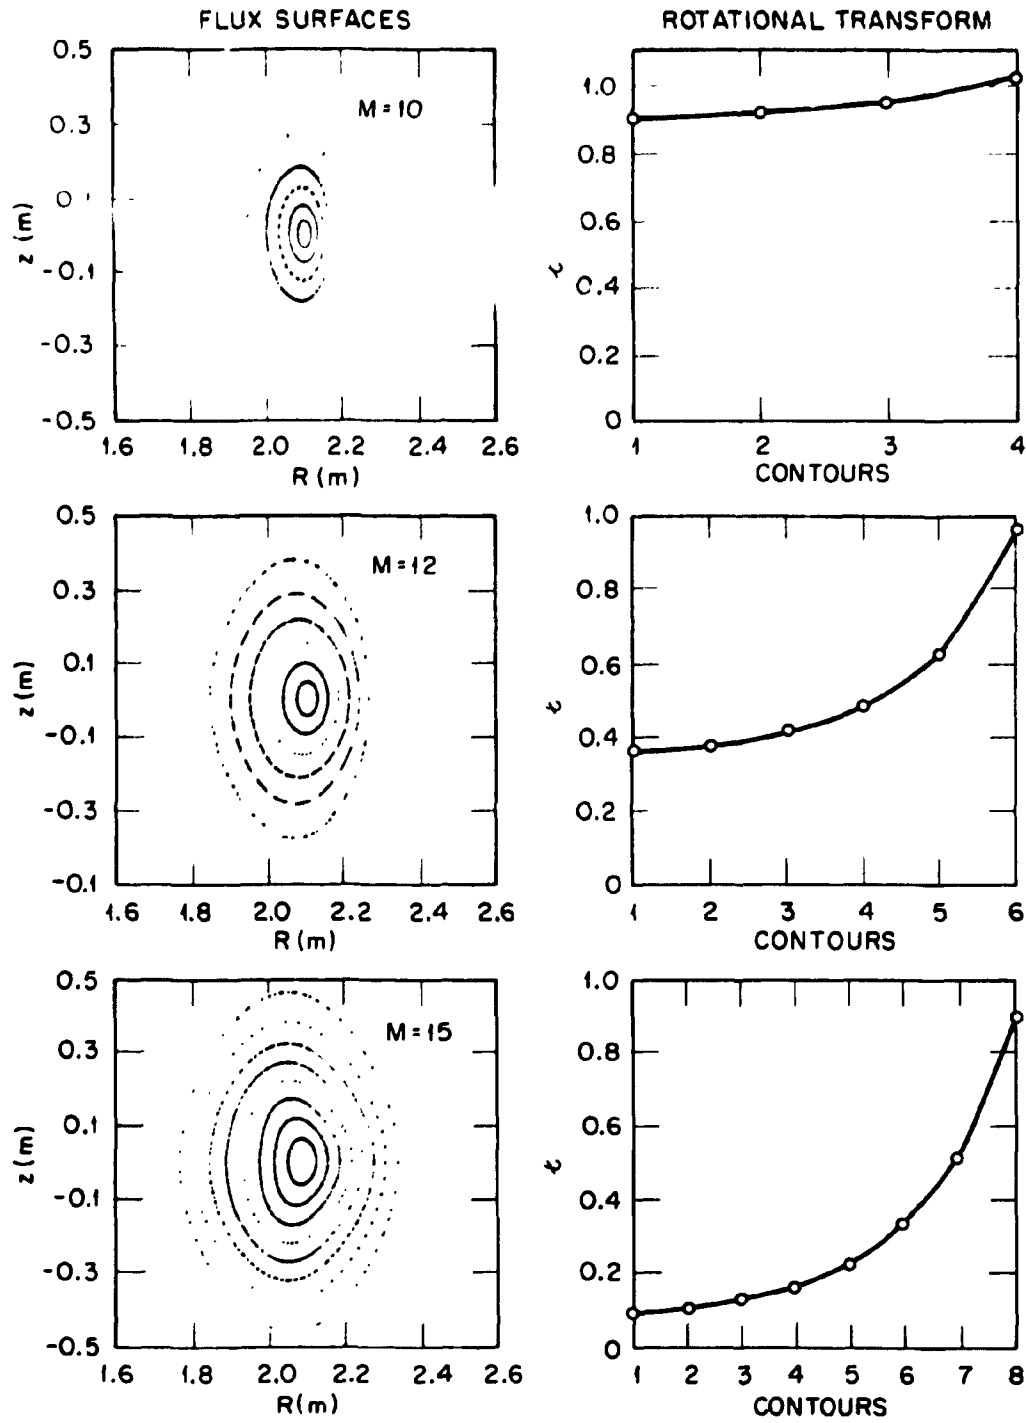 FLUX SURFACES
ROTATIONAL TRANSFORM
0.5
0.3
0.1
-0.1
-0.3
-0.5
z (m)
M=10
1.6 1.8 2.0 2.2 2.4 2.6
R (m)
1.0
0.8
0.6
0.4
0.2
0
ɩ
1 2 3 4
CONTOURS
0.5
0.3
0.1
-0.1
-0.3
-0.1
z (m)
M=12
1.6 1.8 2.0 2.2 2.4 2.6
R (m)
1.0
0.8
0.6
0.4
0.2
0
ɩ
1 2 3 4 5 6
CONTOURS
0.5
0.3
0.1
-0.1
-0.3
-0.5
z (m)
M=15
1.6 1.8 2.0 2.2 2.4 2.6
R (m)
1.0
0.8
0.6
0.4
0.2
0
ɩ
1 2 3 4 5 6 7 8
CONTOURS